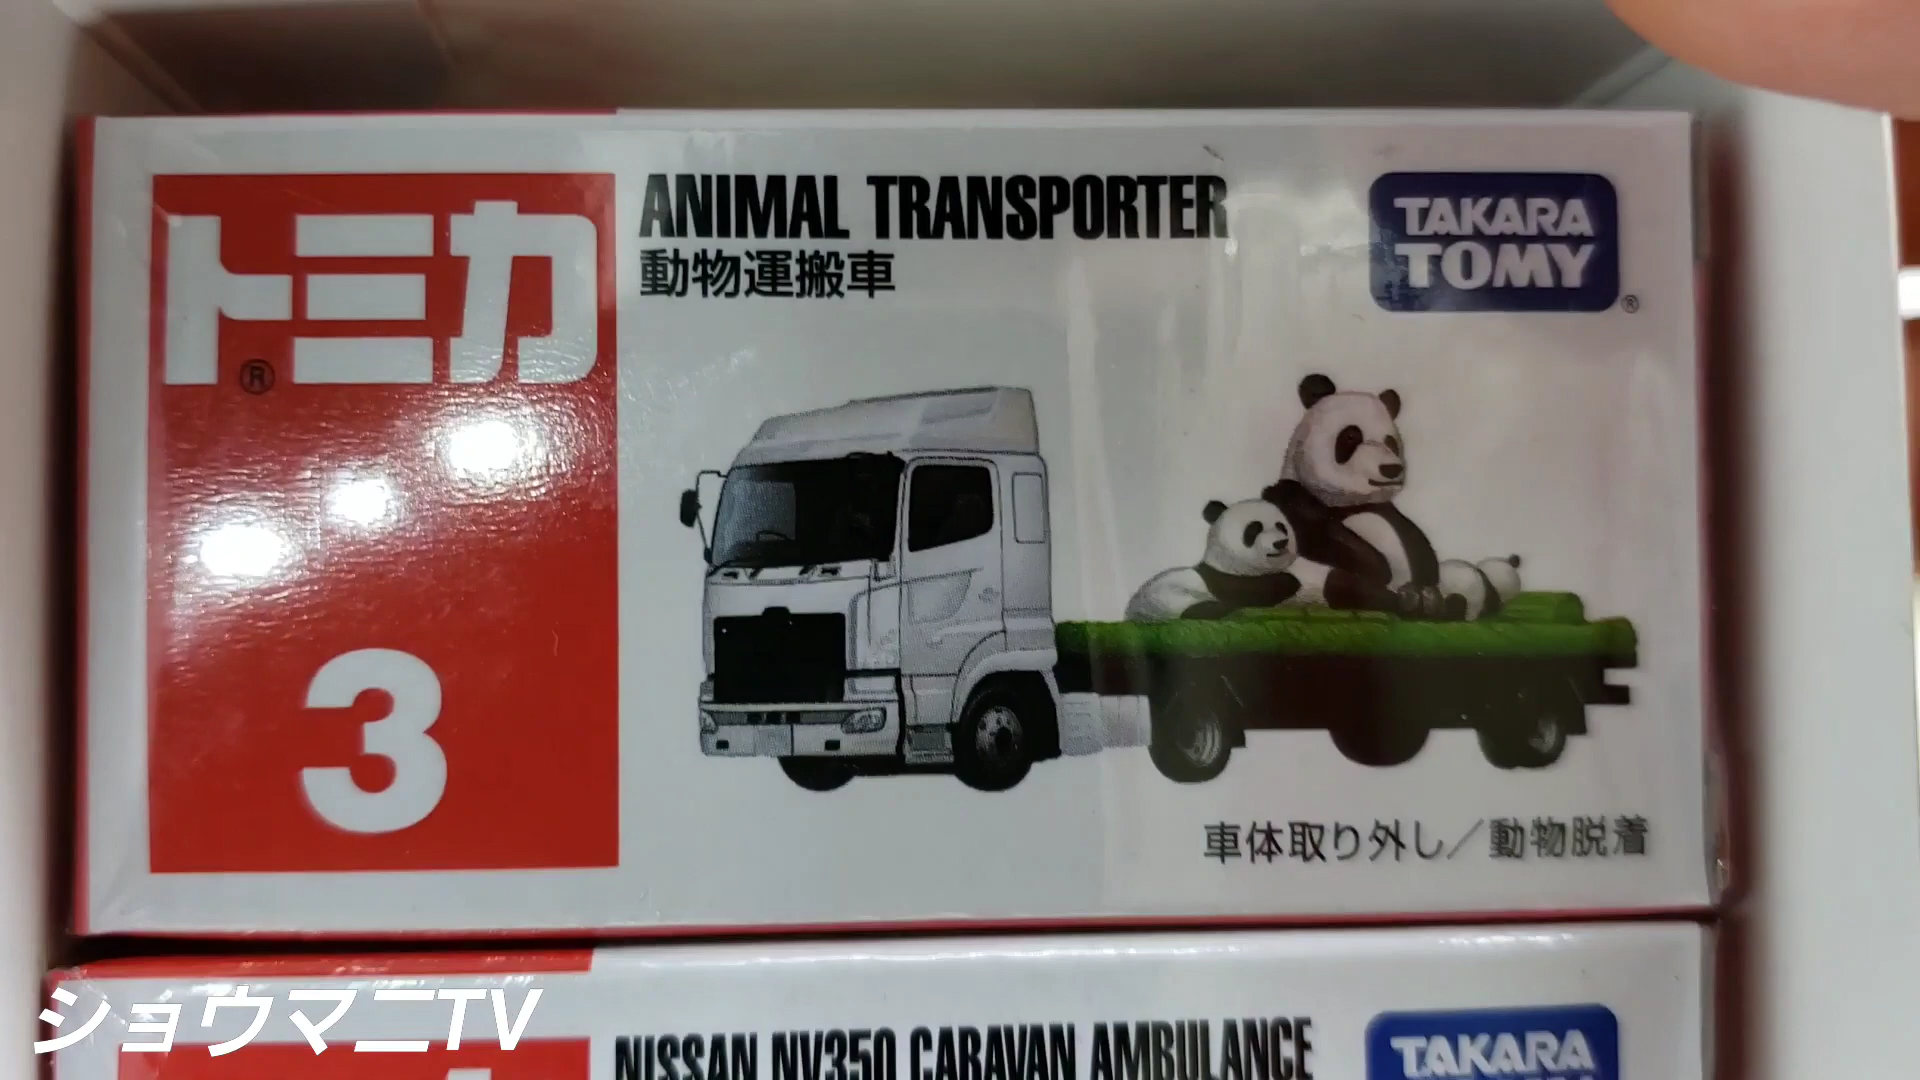 トミカ
®
3
ANIMAL TRANSPORTER
動物運搬車
TAKARA
TOMY
®
車体取り外し/動物脱着
ショウマニTV
NISSAN NV350 CARAVAN AMBULANCE
TAKARA